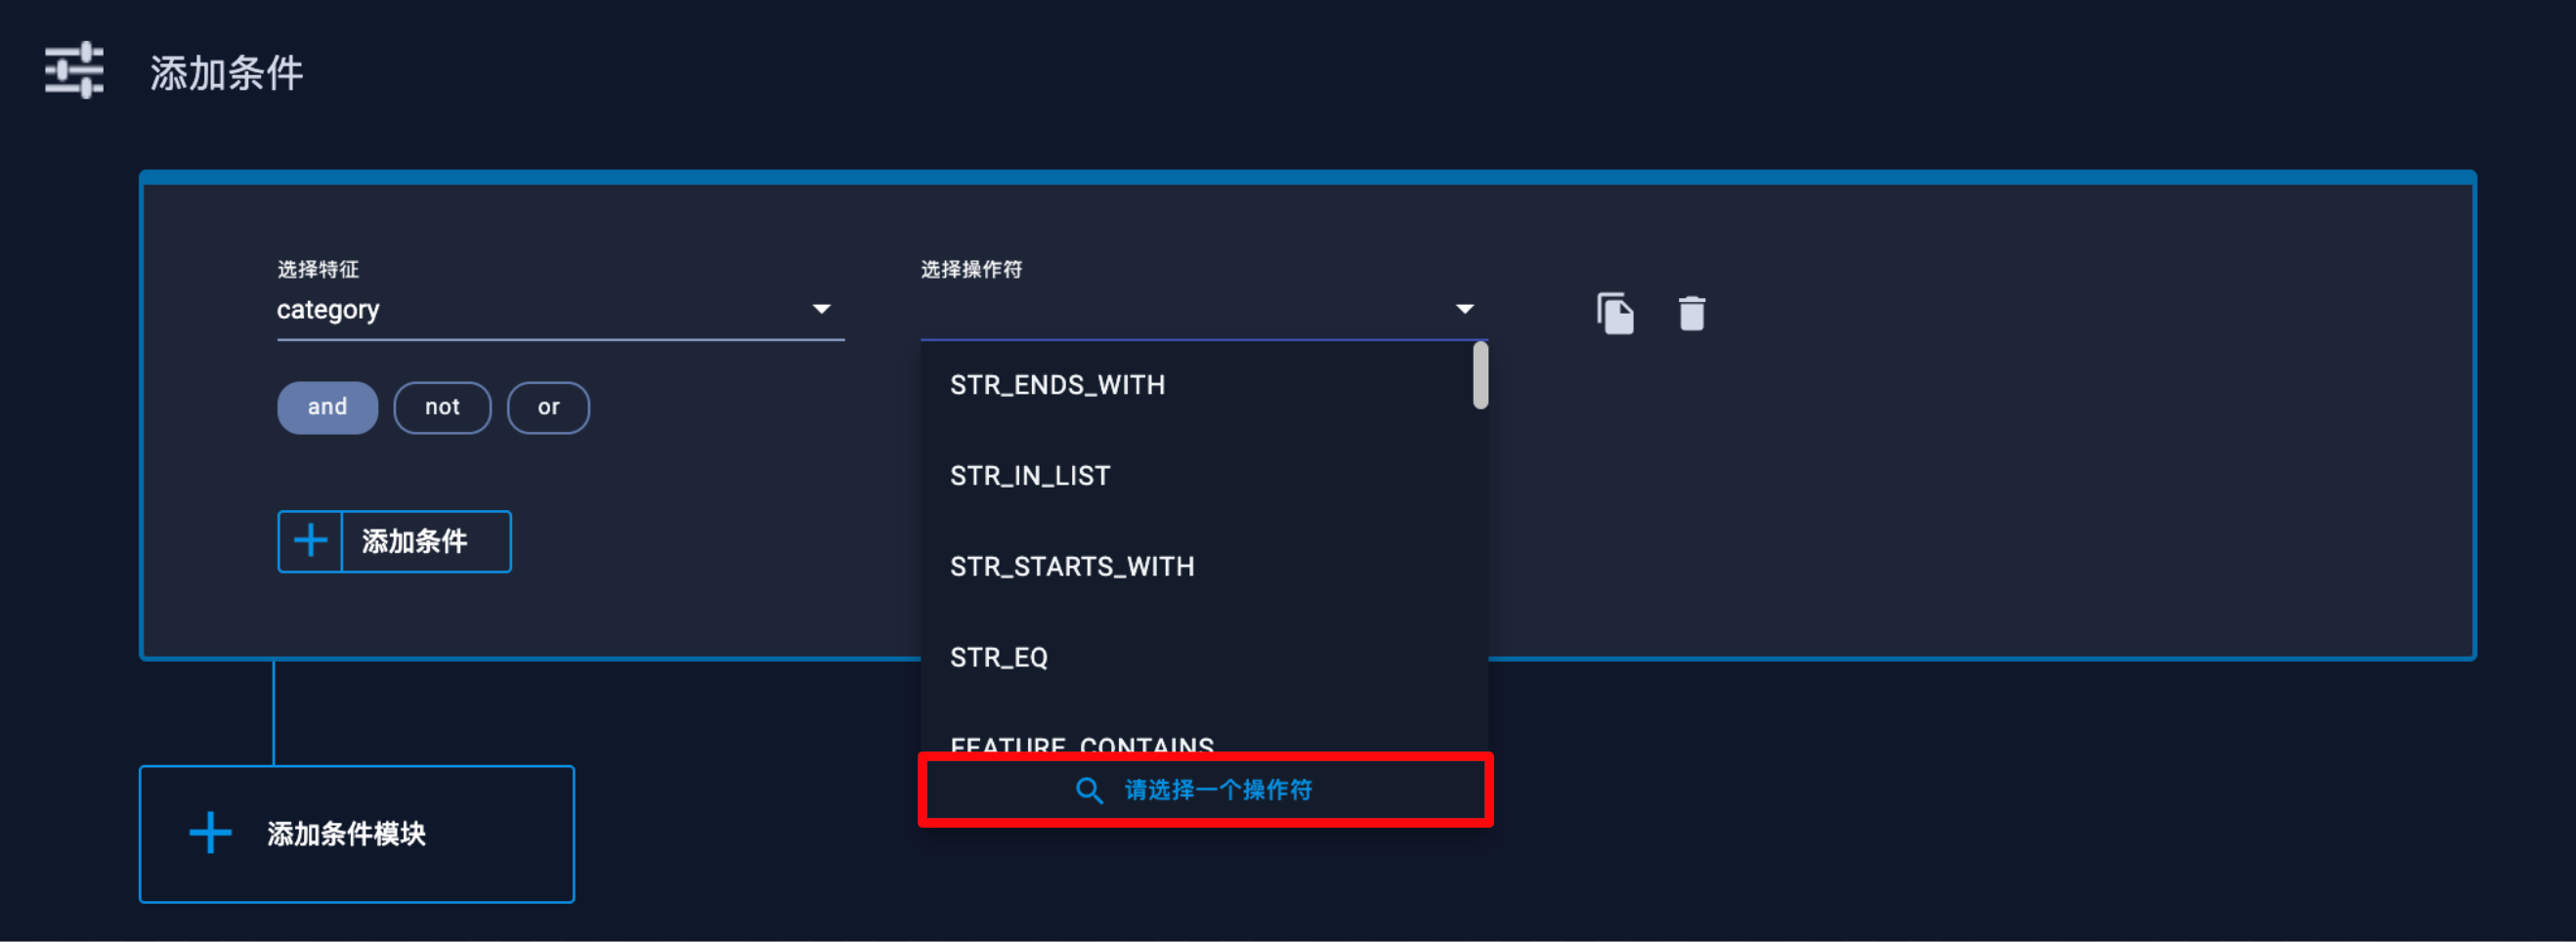 添加条件
选择特征
category
选择操作符
and
not
or
添加条件
STR_ENDS_WITH
STR_IN_LIST
STR_STARTS_WITH
STR_EQ
FEATURE_CONTAINS
请选择一个操作符
添加条件模块